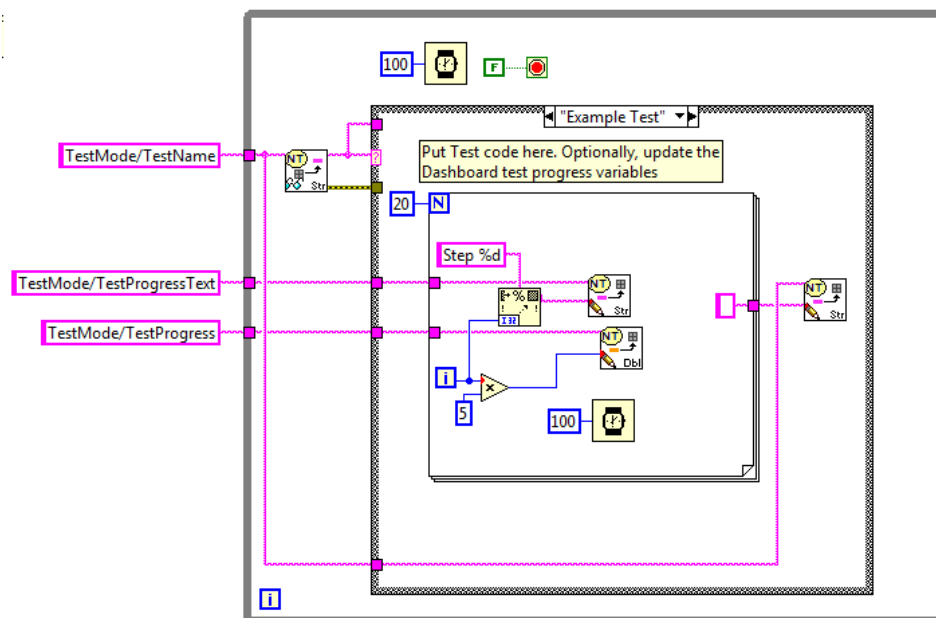 100
F
"Example Test"
TestMode/TestName
NT
Str
?
Put Test code here. Optionally, update the
Dashboard test progress variables
20
N
Step %d
TestMode/TestProgressText
NT
Str
NT
Str
I32
TestMode/TestProgress
NT
Dbl
i
x
5
100
i